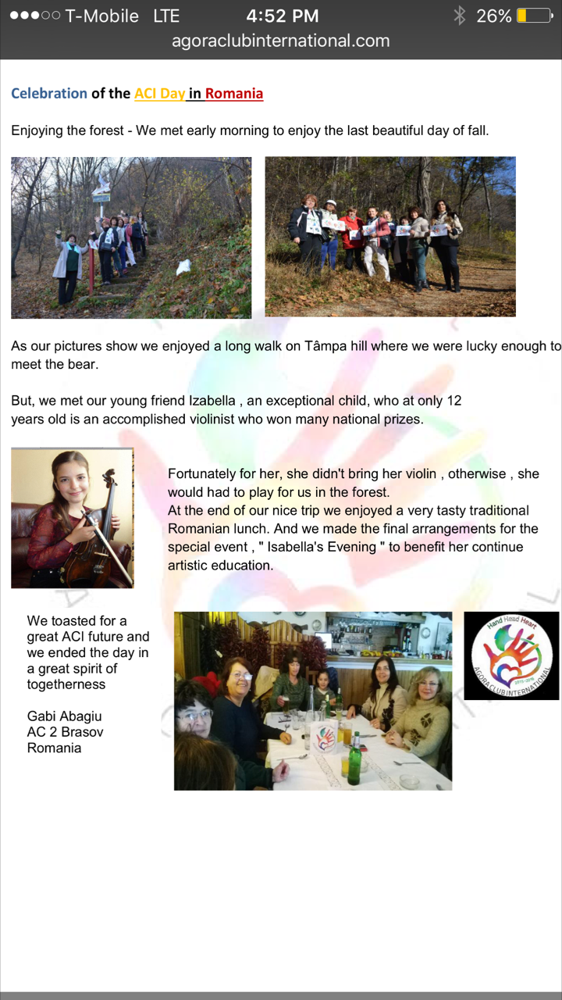 T-Mobile LTE 4:52 PM 26%
agoraclubinternational.com
Celebration of the ACI Day in Romania
Enjoying the forest - We met early morning to enjoy the last beautiful day of fall.
As our pictures show we enjoyed a long walk on Tâmpa hill where we were lucky enough to
meet the bear.
But, we met our young friend Izabella , an exceptional child, who at only 12
years old is an accomplished violinist who won many national prizes.
Fortunately for her, she didn't bring her violin , otherwise , she
would had to play for us in the forest.
At the end of our nice trip we enjoyed a very tasty traditional
Romanian lunch. And we made the final arrangements for the
special event , " Isabella's Evening " to benefit her continue
artistic education.
We toasted for a
great ACI future and
we ended the day in
a great spirit of
togetherness
Gabi Abagiu
AC 2 Brasov
Romania
Hand Head Heart
AGORA CLUB INTERNATIONAL
2015-2016